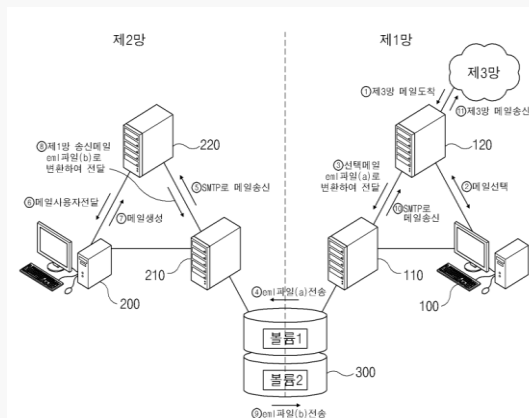 제2망
제1망
제3망
①제3망 메일도착
⑪제3망 메일송신
220
120
⑧제1망 송신메일
eml파일(b)로
변환하여 전달
③선택메일
eml파일(a)로
변환하여 전달
⑤SMTP로 메일송신
②메일선택
⑥메일사용자전달
⑩SMTP로 메일송신
⑦메일생성
200
210
110
100
④eml파일(a)전송
볼륨1
볼륨2
300
⑨eml파일(b)전송